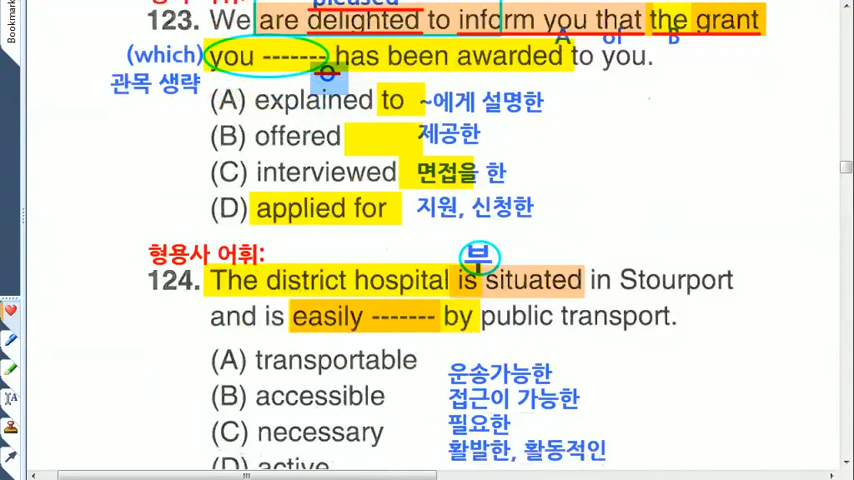 pleased
123. We are delighted to inform you that the grant
A of B
(which) you ------- has been awarded to you.
관목 생략
O
(A) explained to ~에게 설명한
(B) offered 제공한
(C) interviewed 면접을 한
(D) applied for 지원, 신청한
형용사 어휘:
부
124. The district hospital is situated in Stourport
and is easily ------- by public transport.
(A) transportable 운송가능한
(B) accessible 접근이 가능한
(C) necessary 필요한
(D) active 활발한, 활동적인